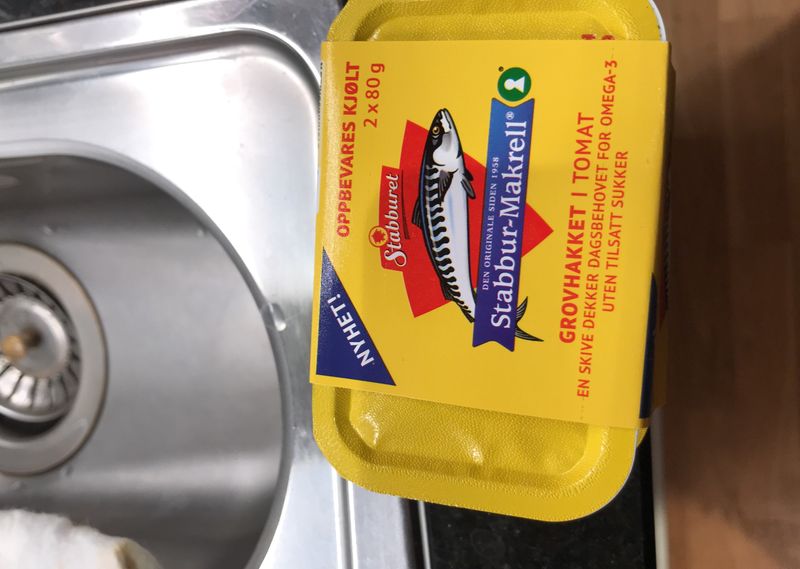 OPPBEVARES KJØLT
2 x 80 g
Stabburet
NYHET!
DEN ORIGINALE SIDEN 1958
Stabbur-Makrell®
GROVHAKKET I TOMAT
EN SKIVE DEKKER DAGSBEHOVET FOR OMEGA-3
UTEN TILSATT SUKKER